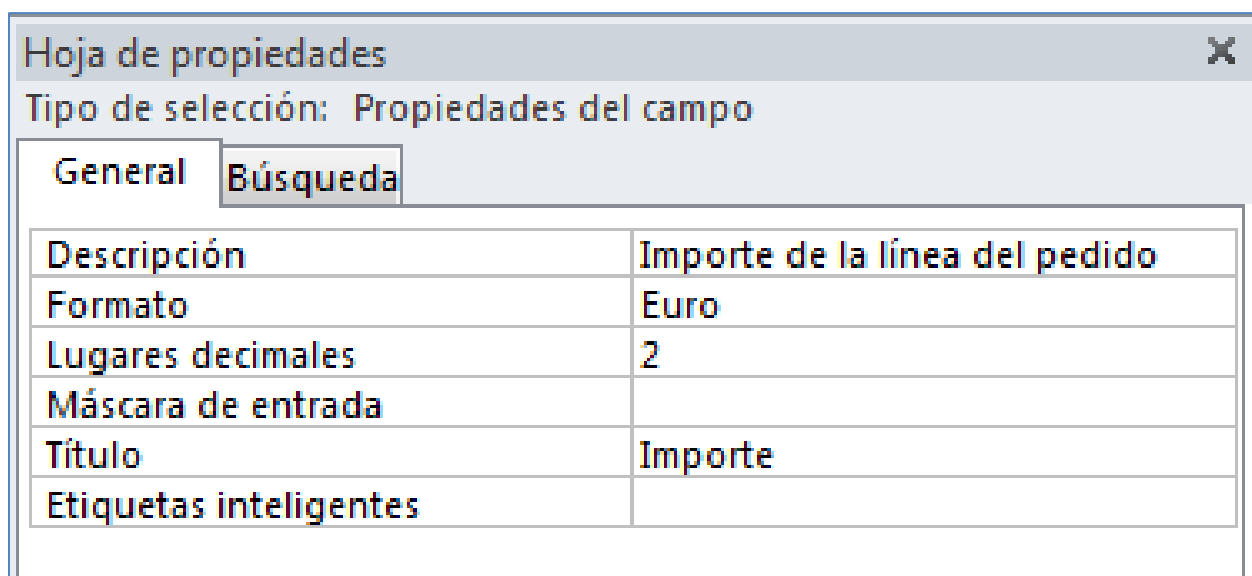 Hoja de propiedades
Tipo de selección: Propiedades del campo
General Búsqueda
Descripción Importe de la línea del pedido
Formato Euro
Lugares decimales 2
Máscara de entrada
Título Importe
Etiquetas inteligentes